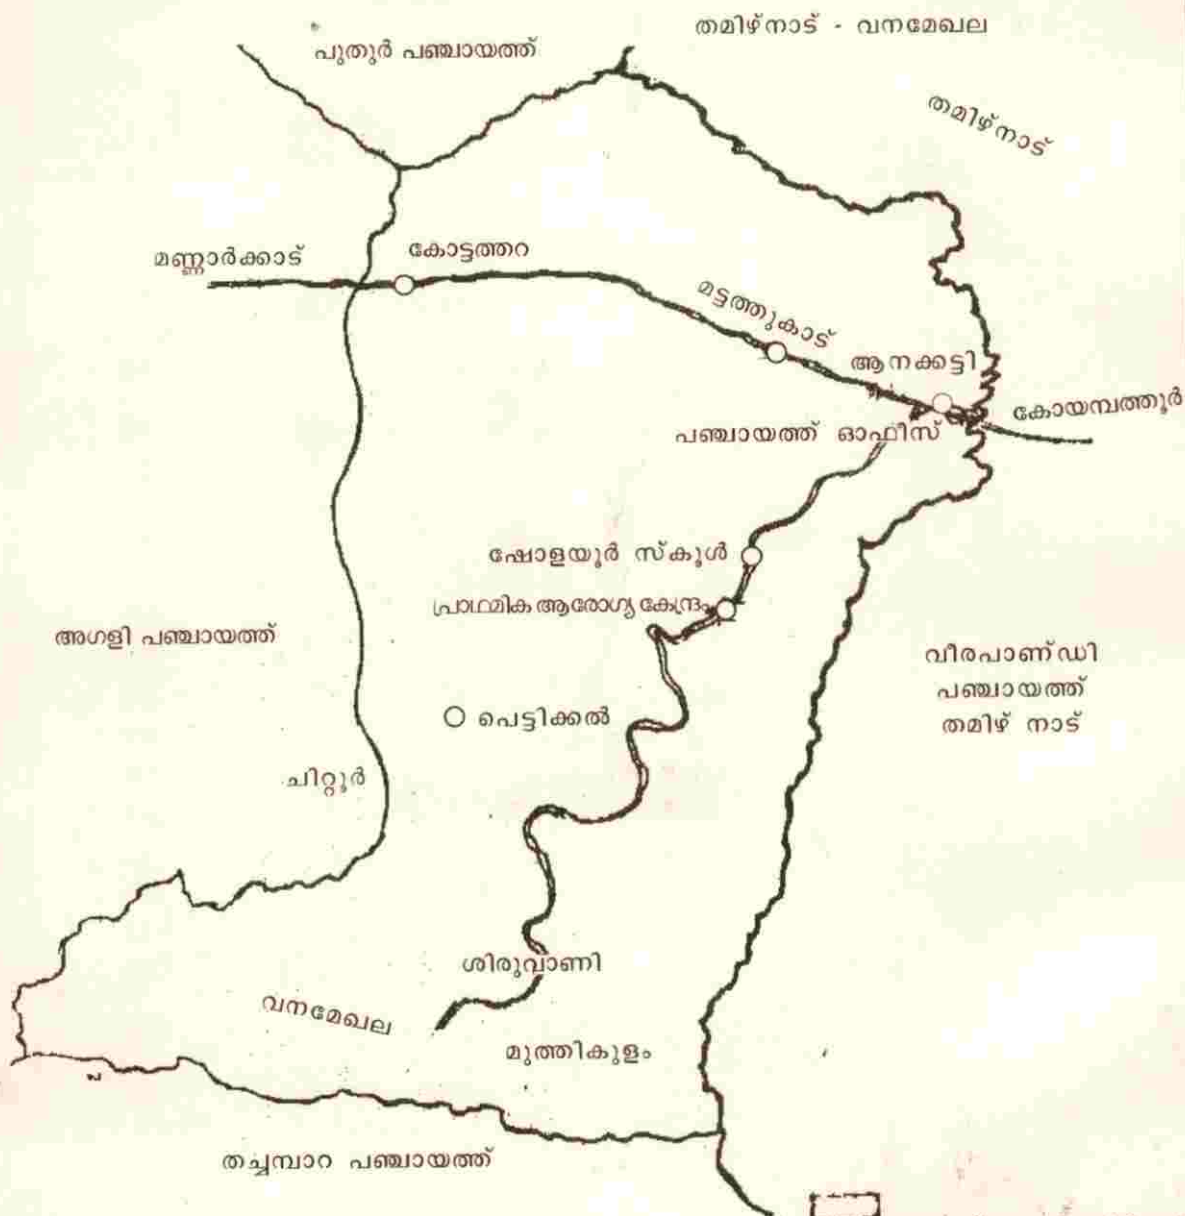 തമിഴ്നാട് - വനമേഖല
പുതൂർ പഞ്ചായത്ത്
തമിഴ്നാട്
മണ്ണാർക്കാട്
കോട്ടത്തറ
മട്ടത്തുകാട്
ആനക്കട്ടി
കോയമ്പത്തൂർ
പഞ്ചായത്ത് ഓഫീസ്
ഷോളയൂർ സ്കൂൾ
പ്രാഥമിക ആരോഗ്യ കേന്ദ്രം
അഗളി പഞ്ചായത്ത്
വീരപാണ്ഡി
പഞ്ചായത്ത്
തമിഴ് നാട്
പെട്ടിക്കൽ
ചിറ്റൂർ
ശിരുവാണി
വനമേഖല
മുത്തികുളം
തച്ചമ്പാറ പഞ്ചായത്ത്